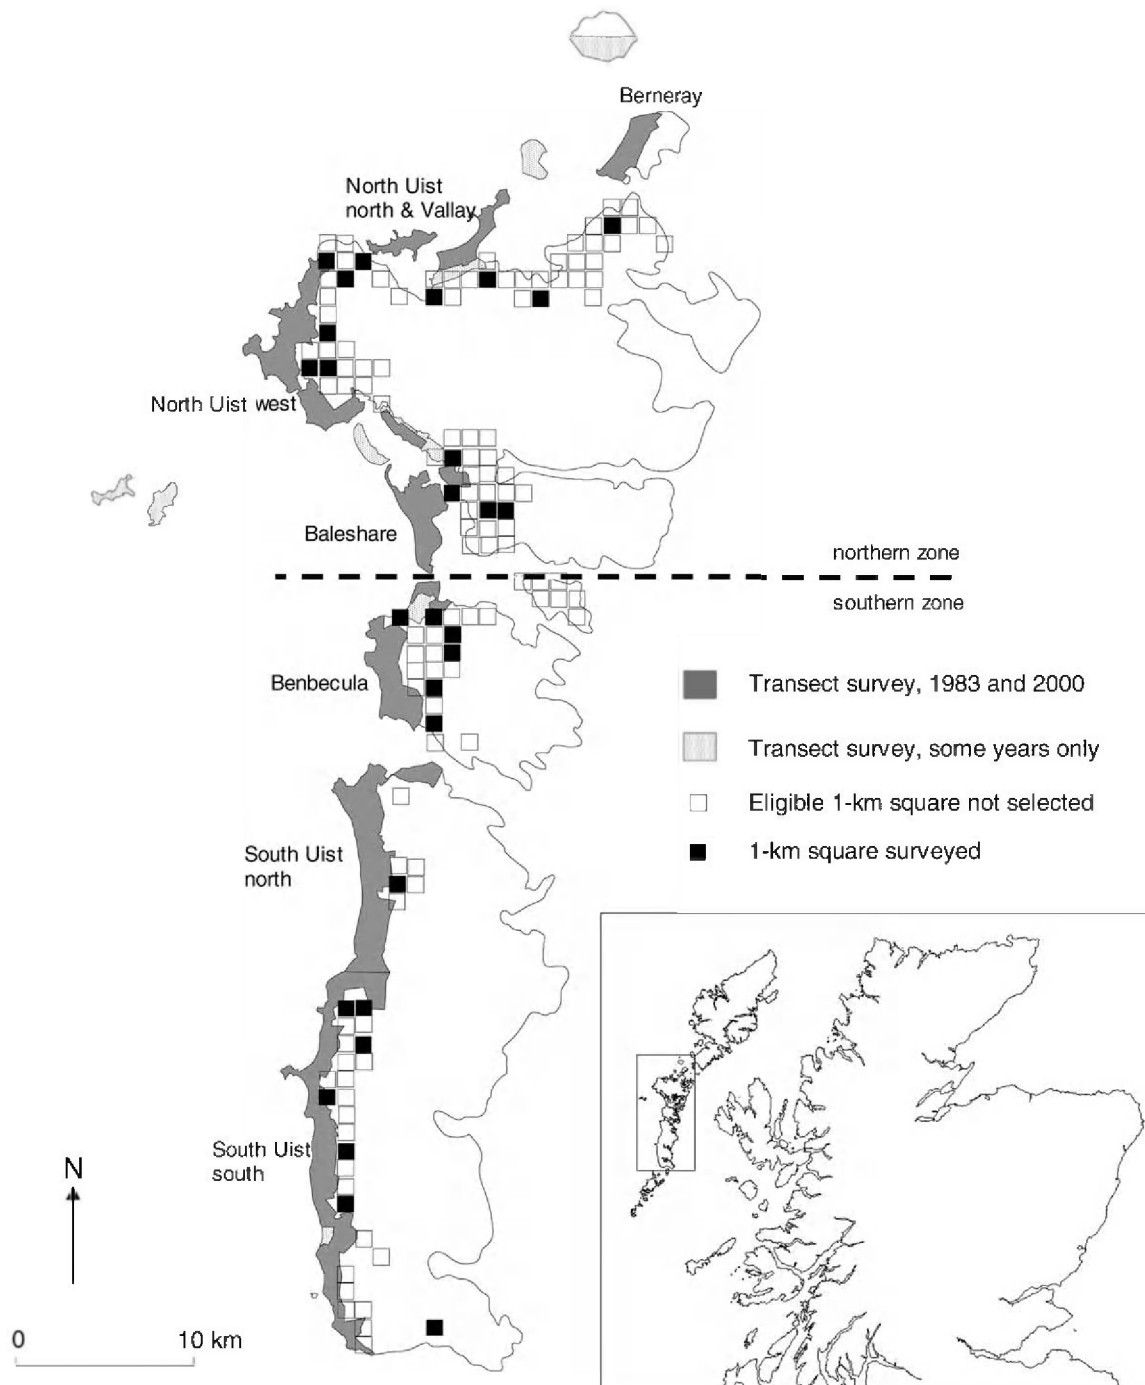 Berneray
North Uist
north & Vallay
North Uist west
Baleshare
northern zone
southern zone
Benbecula
Transect survey, 1983 and 2000
Transect survey, some years only
Eligible 1-km square not selected
1-km square surveyed
South Uist
north
South Uist
south
N
0 10 km